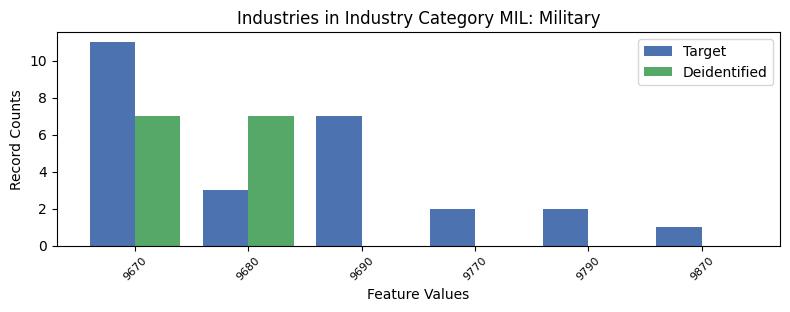 Industries in Industry Category MIL: Military
Target
Deidentified
Record Counts
10
8
6
4
2
0
9670 9680 9690 9770 9790 9870
Feature Values